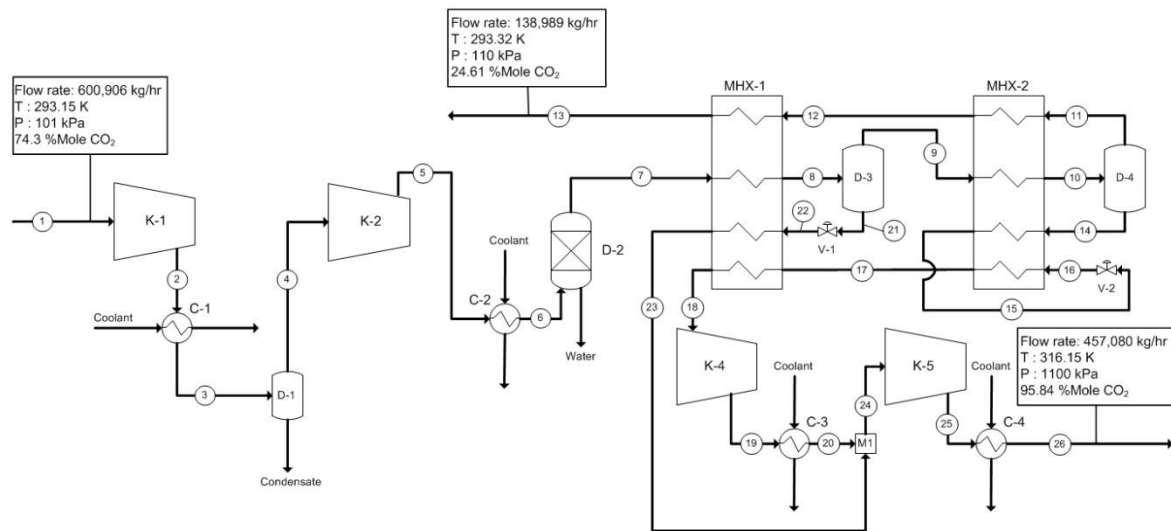 Flow rate: 138,989 kg/hr
T : 293.32 K
P : 110 kPa
24.61 %Mole CO2
Flow rate: 600,906 kg/hr
T : 293.15 K
P : 101 kPa
74.3 %Mole CO2
MHX-1
MHX-2
13
12
11
5
9
7
8
D-3
10
D-4
K-1
K-2
1
4
22
21
14
V-1
Coolant
D-2
2
C-1
C-2
17
16
V-2
Coolant
6
23
18
15
Water
3
D-1
K-4
Coolant
K-5
Coolant
Flow rate: 457,080 kg/hr
T : 316.15 K
P : 1100 kPa
95.84 %Mole CO2
24
C-3
C-4
19
20
M1
25
26
Condensate